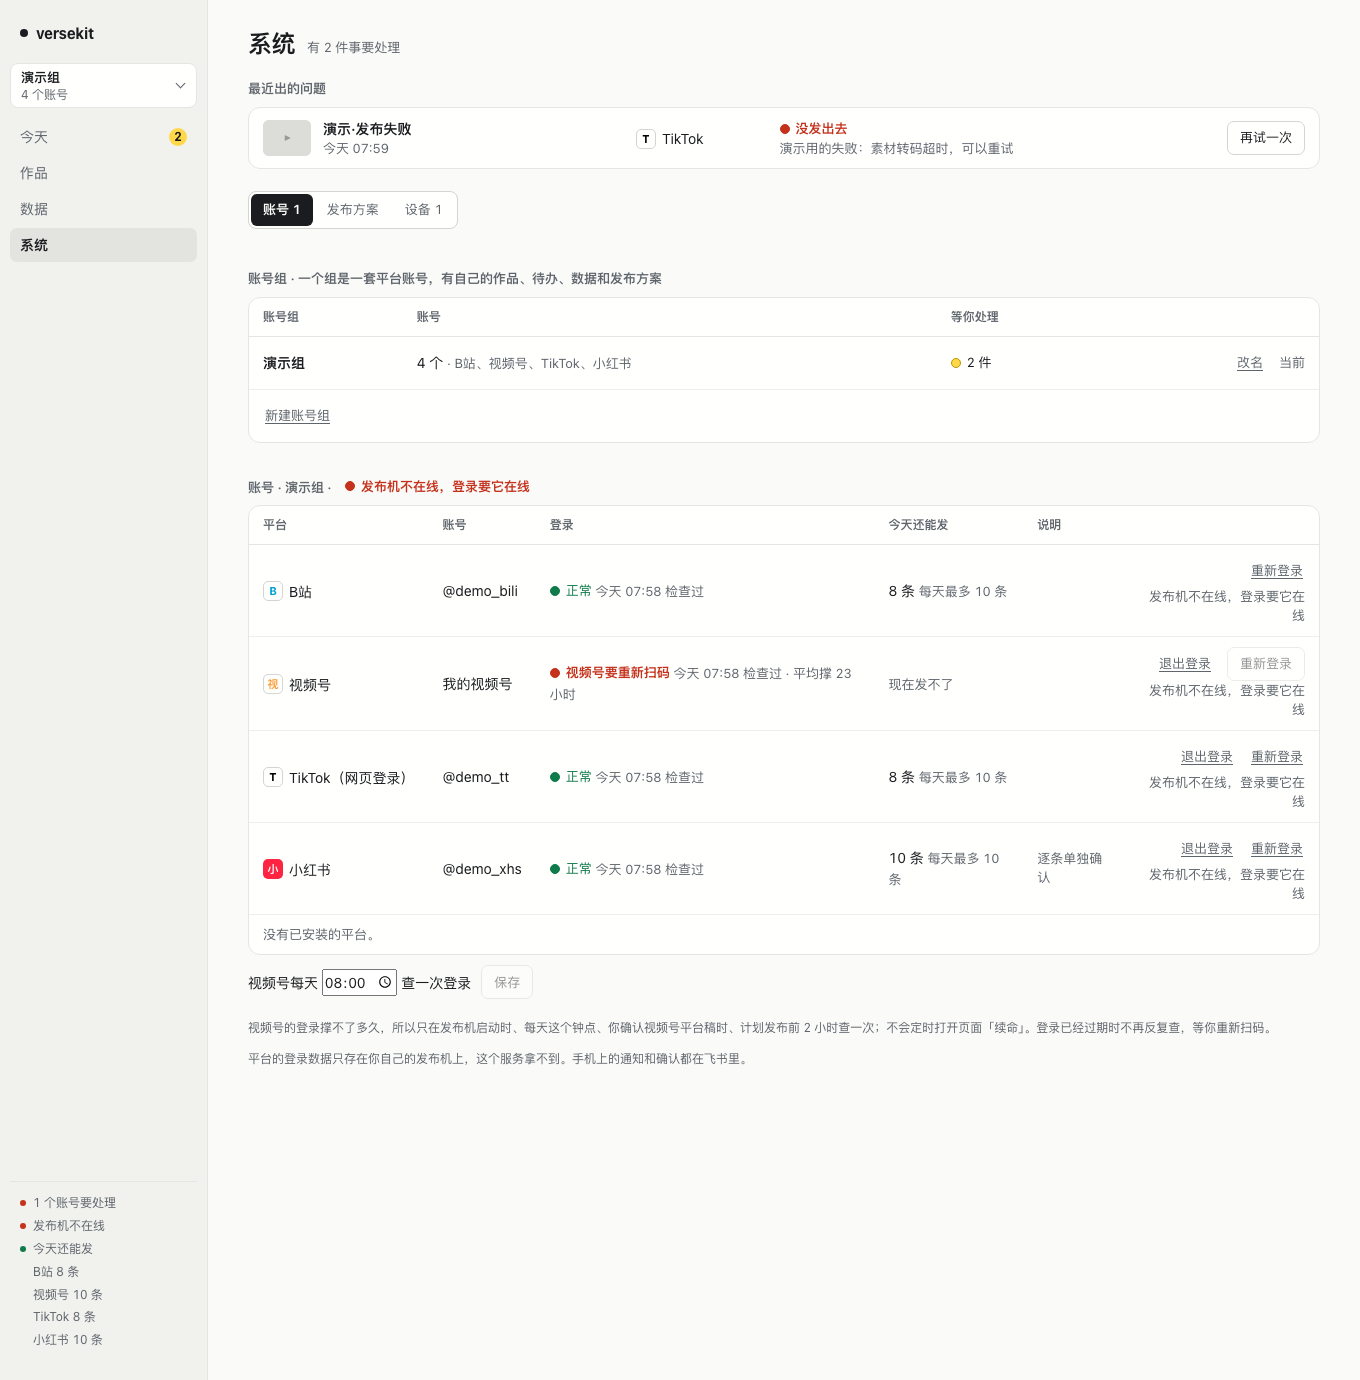 versekit
演示组
4 个账号
今天 2
作品
数据
系统
1 个账号要处理
发布机不在线
今天还能发
B站 8 条
视频号 10 条
TikTok 8 条
小红书 10 条
系统 有 2 件事要处理
最近出的问题
演示·发布失败
今天 07:59
T TikTok
没发出去
演示用的失败：素材转码超时，可以重试
再试一次
账号 1 发布方案 设备 1
账号组 · 一个组是一套平台账号，有自己的作品、待办、数据和发布方案
账号组 账号 等你处理
演示组 4 个 · B站、视频号、TikTok、小红书 2 件 改名 当前
新建账号组
账号 · 演示组 · 发布机不在线，登录要它在线
平台 账号 登录 今天还能发 说明
B B站 @demo_bili 正常 今天 07:58 检查过 8 条 每天最多 10 条
重新登录
发布机不在线，登录要它在
线
视 视频号 我的视频号
视频号要重新扫码 今天 07:58 检查过 · 平均撑 23
小时
现在发不了
退出登录 重新登录
发布机不在线，登录要它在
线
T TikTok（网页登录） @demo_tt 正常 今天 07:58 检查过 8 条 每天最多 10 条
退出登录 重新登录
发布机不在线，登录要它在
线
小 小红书 @demo_xhs 正常 今天 07:58 检查过
10 条 每天最多 10
条
逐条单独确
认
退出登录 重新登录
发布机不在线，登录要它在
线
没有已安装的平台。
视频号每天 08:00 查一次登录 保存
视频号的登录撑不了多久，所以只在发布机启动时、每天这个钟点、你确认视频号平台稿时、计划发布前 2 小时查一次；不会定时打开页面「续命」。登录已经过期时不再反复查，等你重新扫码。
平台的登录数据只存在你自己的发布机上，这个服务拿不到。手机上的通知和确认都在飞书里。